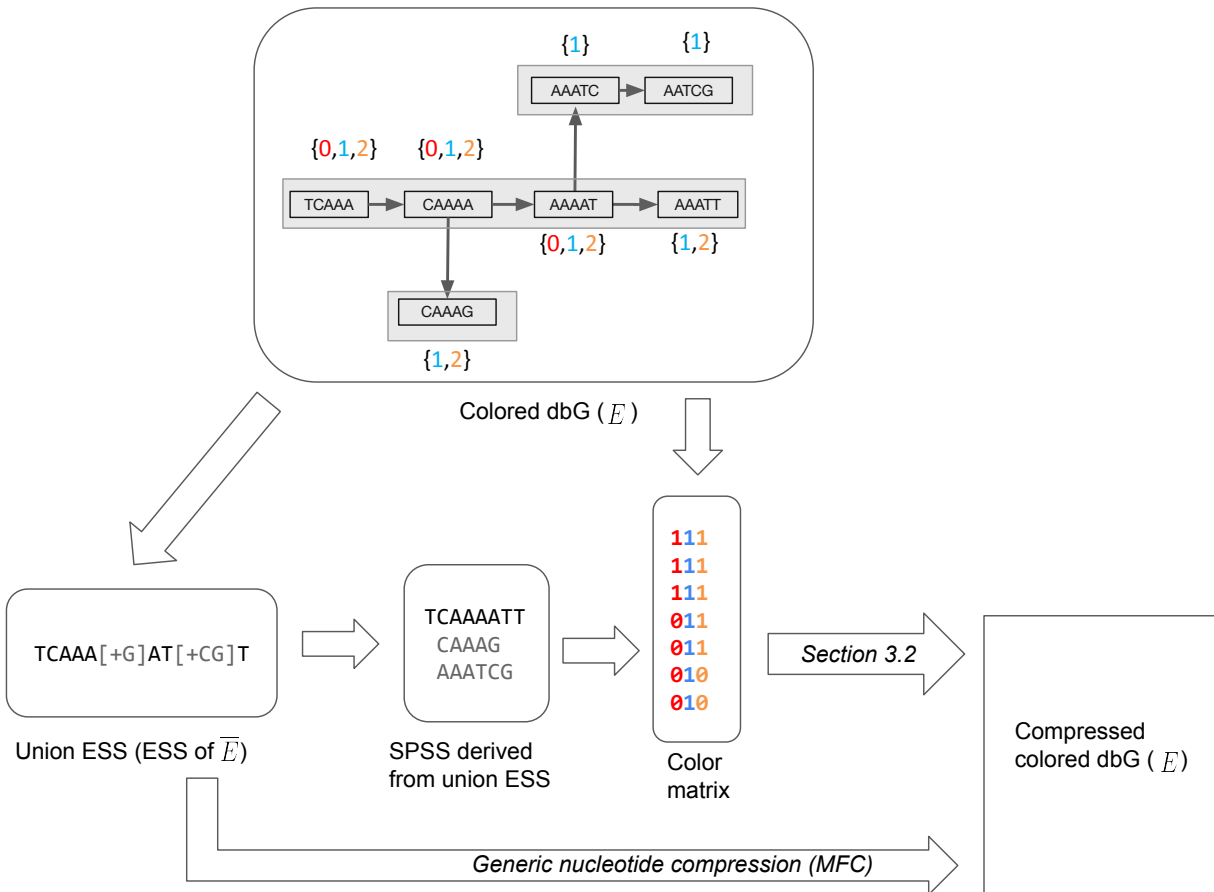 {1} {1}
AAATC AATCG
{0,1,2} {0,1,2}
TCAAA CAAAA AAAAT AAATT
{0,1,2} {1,2}
CAAAG
{1,2}
Colored dbG ( E )
TCAAA[+G]AT[+CG]T
Union ESS (ESS of E̅)
TCAAAATT
CAAAG
AAATCG
SPSS derived
from union ESS
111
111
111
011
011
010
010
Color
matrix
Section 3.2
Compressed
colored dbG ( E )
Generic nucleotide compression (MFC)